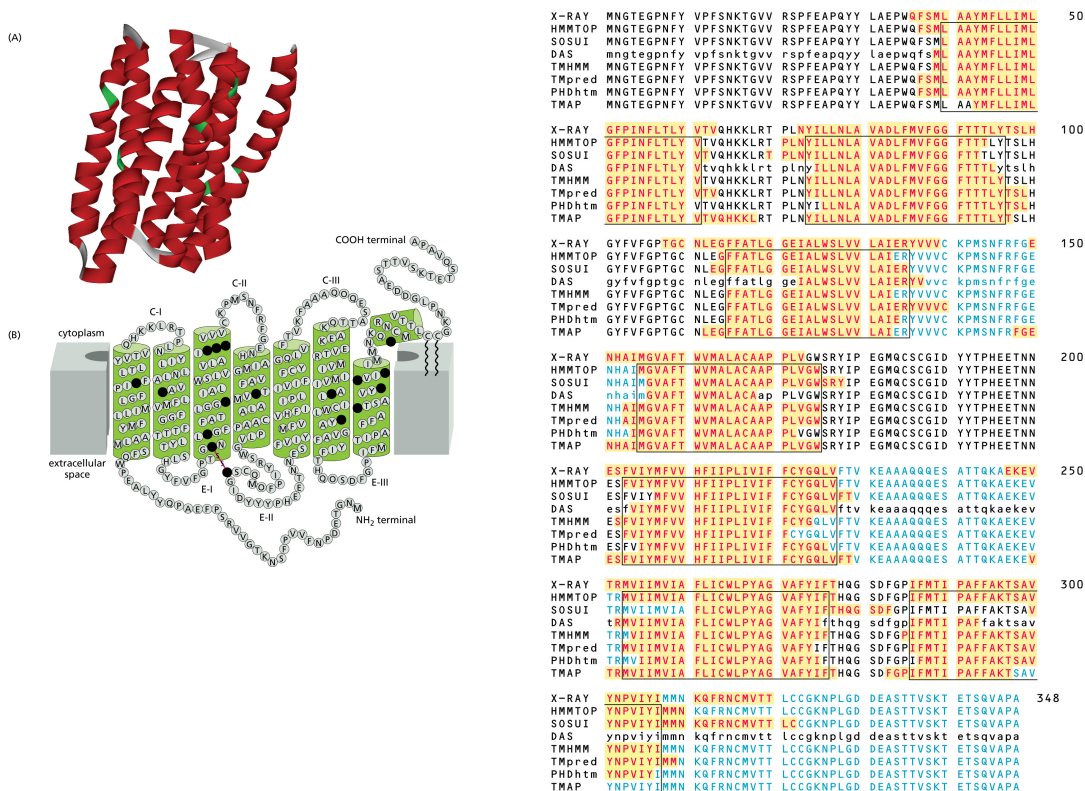 (A)
COOH terminal
C-I
C-II
C-III
(B)
cytoplasm
extracellular
space
E-I
E-II
E-III
NH2 terminal
X-RAY MNGTEGPNFY VPFSNKTGVV RSPFEAPQYY LAEPWQFSML AAYMFLLIML 50
HMMTOP MNGTEGPNFY VPFSNKTGVV RSPFEAPQYY LAEPWQFSML AAYMFLLIML
SOSUI MNGTEGPNFY VPFSNKTGVV RSPFEAPQYY LAEPWQFSML AAYMFLLIML
DAS mngtegpnfy vpfsnktgvv rspfeapqyy laepwqfsmL AAYMFLLIML
TMHMM MNGTEGPNFY VPFSNKTGVV RSPFEAPQYY LAEPWQFSML AAYMFLLIML
TMpred MNGTEGPNFY VPFSNKTGVV RSPFEAPQYY LAEPWQFSML AAYMFLLIML
PHDhtm MNGTEGPNFY VPFSNKTGVV RSPFEAPQYY LAEPWQFSML AAYMFLLIML
TMAP MNGTEGPNFY VPFSNKTGVV RSPFEAPQYY LAEPWQFSML AAYMFLLIML
X-RAY GFPINFLTLY VTVQHKKLRT PLNYILLNLA VADLFMVFGG FTTTLYTSLH 100
HMMTOP GFPINFLTLY VTVQHKKLRT PLNYILLNLA VADLFMVFGG FTTTLYTSLH
SOSUI GFPINFLTLY VTVQHKKLRT PLNYILLNLA VADLFMVFGG FTTTLYTSLH
DAS GFPINFLTLY Vtvqhkklrt plnyILLNLA VADLFMVFGG FTTTLytslh
TMHMM GFPINFLTLY VTVQHKKLRT PLNYILLNLA VADLFMVFGG FTTTLYTSLH
TMpred GFPINFLTLY VTVQHKKLRT PLNYILLNLA VADLFMVFGG FTTTLYTSLH
PHDhtm GFPINFLTLY VTVQHKKLRT PLNYILLNLA VADLFMVFGG FTTTLYTSLH
TMAP GFPINFLTLY VTVQHKKLRT PLNYILLNLA VADLFMVFGG FTTTLYTSLH
X-RAY GYFVFGPTGC NLEGFFATLG GEIALWSLVV LAIERYVVVC KPMSNFRFGE 150
HMMTOP GYFVFGPTGC NLEGFFATLG GEIALWSLVV LAIERYVVVC KPMSNFRFGE
SOSUI GYFVFGPTGC NLEGFFATLG GEIALWSLVV LAIERYVVVC KPMSNFRFGE
DAS gyfvfgptgc nlegffatlg geIALWSLVV LAIERYVvvc kpmsnfrfge
TMHMM GYFVFGPTGC NLEGFFATLG GEIALWSLVV LAIERYVVVC KPMSNFRFGE
TMpred GYFVFGPTGC NLEGFFATLG GEIALWSLVV LAIERYVVVC KPMSNFRFGE
PHDhtm GYFVFGPTGC NLEGFFATLG GEIALWSLVV LAIERYVVVC KPMSNFRFGE
TMAP GYFVFGPTGC NLEGFFATLG GEIALWSLVV LAIERYVVVC KPMSNFRFGE
X-RAY NHAIMGVAFT WVMALACAAP PLVGWSRYIP EGMQCSCGID YYTPHEETNN 200
HMMTOP NHAIMGVAFT WVMALACAAP PLVGWSRYIP EGMQCSCGID YYTPHEETNN
SOSUI NHAIMGVAFT WVMALACAAP PLVGWSRYIP EGMQCSCGID YYTPHEETNN
DAS nhaimGVAFT WVMALACAap PLVGWSRYIP EGMQCSCGID YYTPHEETNN
TMHMM NHAIMGVAFT WVMALACAAP PLVGWSRYIP EGMQCSCGID YYTPHEETNN
TMpred NHAIMGVAFT WVMALACAAP PLVGWSRYIP EGMQCSCGID YYTPHEETNN
PHDhtm NHAIMGVAFT WVMALACAAP PLVGWSRYIP EGMQCSCGID YYTPHEETNN
TMAP NHAIMGVAFT WVMALACAAP PLVGWSRYIP EGMQCSCGID YYTPHEETNN
X-RAY ESFVIYMFVV HFIIPLIVIF FCYGQLVFTV KEAAAQQQES ATTQKAEKEV 250
HMMTOP ESFVIYMFVV HFIIPLIVIF FCYGQLVFTV KEAAAQQQES ATTQKAEKEV
SOSUI ESFVIYMFVV HFIIPLIVIF FCYGQLVFTV KEAAAQQQES ATTQKAEKEV
DAS esfVIYMFVV HFIIPLIVIF FCYGQLVftv keaaaqqqes attqkaekev
TMHMM ESFVIYMFVV HFIIPLIVIF FCYGQLVFTV KEAAAQQQES ATTQKAEKEV
TMpred ESFVIYMFVV HFIIPLIVIF FCYGQLVFTV KEAAAQQQES ATTQKAEKEV
PHDhtm ESFVIYMFVV HFIIPLIVIF FCYGQLVFTV KEAAAQQQES ATTQKAEKEV
TMAP ESFVIYMFVV HFIIPLIVIF FCYGQLVFTV KEAAAQQQES ATTQKAEKEV
X-RAY TRMVIIMVIA FLICWLPYAG VAFYIFTHQG SDFGPIFMTI PAFFAKTSAV 300
HMMTOP TRMVIIMVIA FLICWLPYAG VAFYIFTHQG SDFGPIFMTI PAFFAKTSAV
SOSUI TRMVIIMVIA FLICWLPYAG VAFYIFTHQG SDFGPIFMTI PAFFAKTSAV
DAS tRMVIIMVIA FLICWLPYAG VAFYIfthqg sdfgpIFMTI PAFfaktsav
TMHMM TRMVIIMVIA FLICWLPYAG VAFYIFTHQG SDFGPIFMTI PAFFAKTSAV
TMpred TRMVIIMVIA FLICWLPYAG VAFYIFTHQG SDFGPIFMTI PAFFAKTSAV
PHDhtm TRMVIIMVIA FLICWLPYAG VAFYIFTHQG SDFGPIFMTI PAFFAKTSAV
TMAP TRMVIIMVIA FLICWLPYAG VAFYIFTHQG SDFGPIFMTI PAFFAKTSAV
X-RAY YNPVIYIMMN KQFRNCMVTT LCCGKNPLGD DEASTTVSKT ETSQVAPA 348
HMMTOP YNPVIYIMMN KQFRNCMVTT LCCGKNPLGD DEASTTVSKT ETSQVAPA
SOSUI YNPVIYIMMN KQFRNCMVTT LCCGKNPLGD DEASTTVSKT ETSQVAPA
DAS ynpviyimmn kqfrncmvtt lccgknplgd deasttvskt etsqvapa
TMHMM YNPVIYIMMN KQFRNCMVTT LCCGKNPLGD DEASTTVSKT ETSQVAPA
TMpred YNPVIYIMMN KQFRNCMVTT LCCGKNPLGD DEASTTVSKT ETSQVAPA
PHDhtm YNPVIYIMMN KQFRNCMVTT LCCGKNPLGD DEASTTVSKT ETSQVAPA
TMAP YNPVIYIMMN KQFRNCMVTT LCCGKNPLGD DEASTTVSKT ETSQVAPA